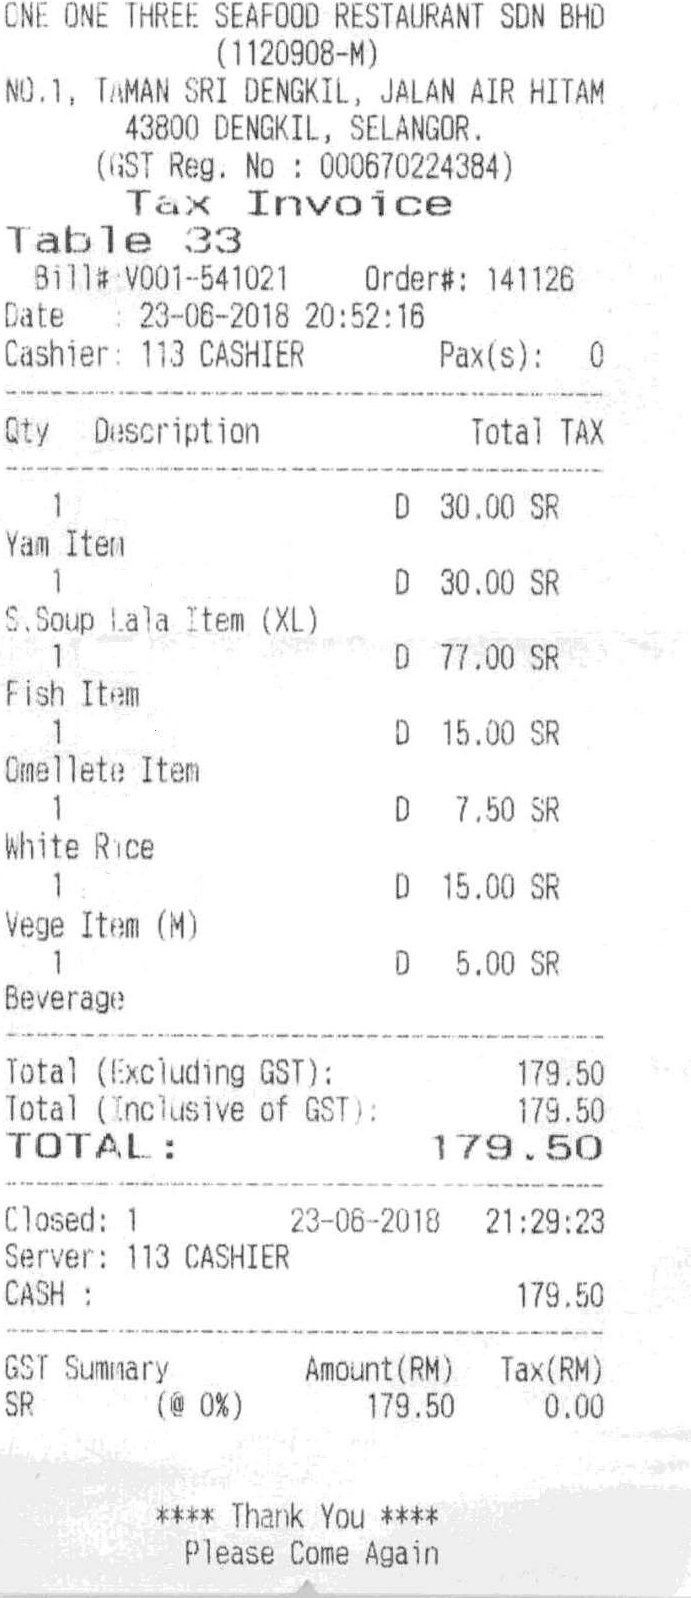 ONE ONE THREE SEAFOOD RESTAURANT SDN BHD
(1120908-M)
NO.1, TAMAN SRI DENGKIL, JALAN AIR HITAM
43800 DENGKIL, SELANGOR.
(GST Reg. No : 000670224384)
Tax Invoice
Table 33
Bill# V001-541021 Order#: 141126
Date : 23-06-2018 20:52:16
Cashier: 113 CASHIER Pax(s): 0
Qty Description Total TAX
1 D 30.00 SR
Yam Item
1 D 30.00 SR
S.Soup Lala Item (XL)
1 D 77.00 SR
Fish Item
1 D 15.00 SR
Omellete Item
1 D 7.50 SR
White Rice
1 D 15.00 SR
Vege Item (M)
1 D 5.00 SR
Beverage
Total (Excluding GST): 179.50
Total (Inclusive of GST): 179.50
TOTAL: 179.50
Closed: 1 23-06-2018 21:29:23
Server: 113 CASHIER
CASH : 179.50
GST Summary Amount(RM) Tax(RM)
SR (@ 0%) 179.50 0.00
**** Thank You ****
Please Come Again